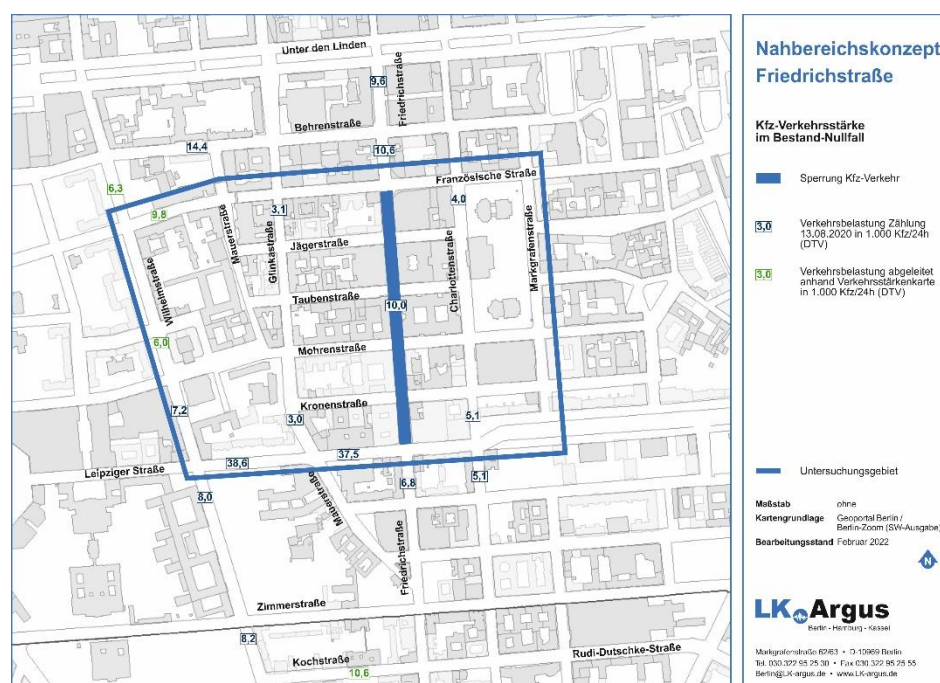 Unter den Linden
9,6
Friedrichstraße
Behrenstraße
14,4
10,6
Französische Straße
6,3
9,8
Mauerstraße
3,1
Glinkastraße
4,0
Jägerstraße
Charlottenstraße
Markgrafenstraße
Wilhelmstraße
Taubenstraße
10,0
6,0
Mohrenstraße
Kronenstraße
7,2
3,0
5,1
Leipziger Straße
38,6
37,5
8,0
Mauerstraße
6,8
5,1
Friedrichstraße
Zimmerstraße
8,2
Kochstraße
10,6
Rudi-Dutschke-Straße
Nahbereichskonzept
Friedrichstraße
Kfz-Verkehrsstärke
im Bestand-Nullfall
Sperrung Kfz-Verkehr
3,0
Verkehrsbelastung Zählung
13.08.2020 in 1.000 Kfz/24h
(DTV)
3,0
Verkehrsbelastung abgeleitet
anhand Verkehrsstärkenkarte
in 1.000 Kfz/24h (DTV)
Untersuchungsgebiet
Maßstab ohne
Kartengrundlage Geoportal Berlin /
Berlin-Zoom (SW-Ausgabe)
Bearbeitungsstand Februar 2022
N
LK Argus
Berlin - Hamburg - Kassel
Markgrafenstraße 62/63 • D-10969 Berlin
Tel. 030.322 95 25 30 • Fax 030.322 95 25 55
Berlin@LK-argus.de • www.LK-argus.de